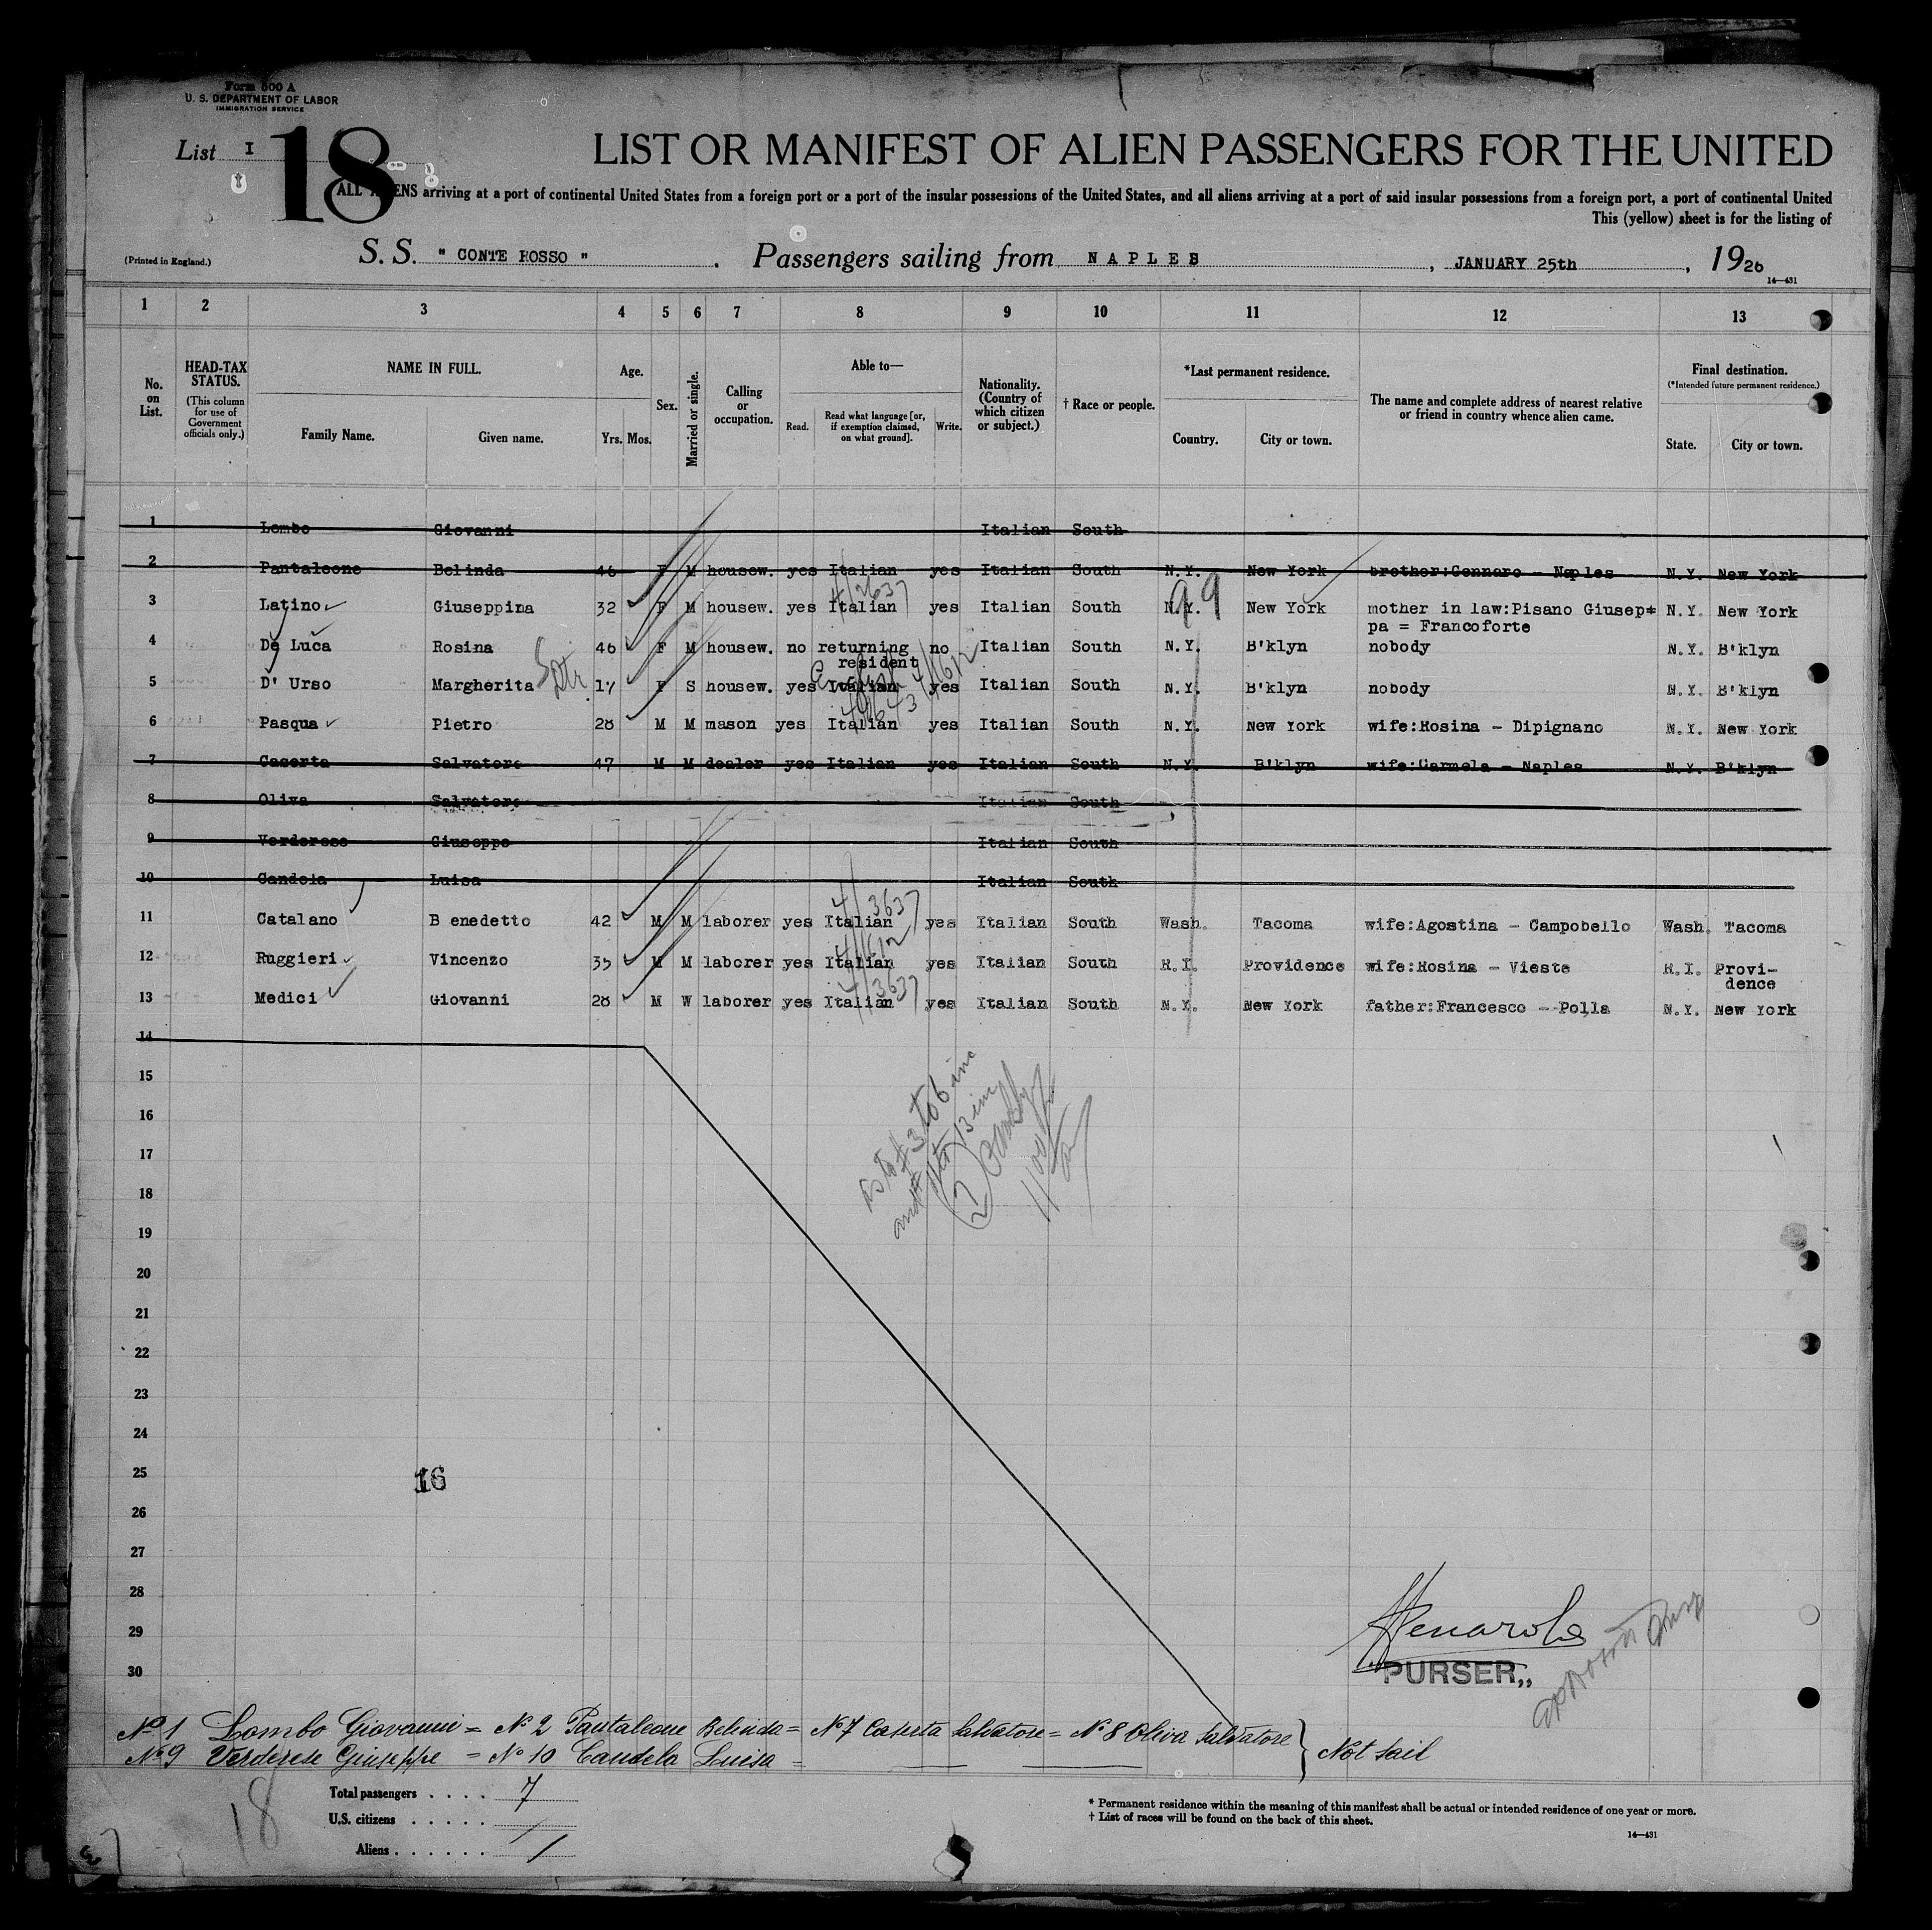 Form 500 A
U. S. DEPARTMENT OF LABOR
IMMIGRATION SERVICE
List I
18
LIST OR MANIFEST OF ALIEN PASSENGERS FOR THE UNITED
ALL ALIENS arriving at a port of continental United States from a foreign port or a port of the insular possessions of the United States, and all aliens arriving at a port of said insular possessions from a foreign port, a port of continental United
This (yellow) sheet is for the listing of
(Printed in England.)
S. S. " CONTE ROSSO " . Passengers sailing from NAPLES , JANUARY 25th , 1926
14—431
1 2 3 4 5 6 7 8 9 10 11 12 13
No. on List.
HEAD-TAX STATUS.
(This column for use of Government officials only.)
NAME IN FULL.
Family Name. Given name.
Age.
Yrs. Mos.
Sex.
Married or single.
Calling or occupation.
Able to—
Read. Read what language [or, if exemption claimed, on what ground]. Write.
Nationality. (Country of which citizen or subject.)
† Race or people.
*Last permanent residence.
Country. City or town.
The name and complete address of nearest relative or friend in country whence alien came.
Final destination.
(*Intended future permanent residence.)
State. City or town.
1 Lombo Giovanni Italian South
2 Pantaleone Belinda 46 F M housew. yes Italian yes Italian South N.Y. New York brother:Gennaro - Naples N.Y. New York
3 Latino Giuseppina 32 F M housew. yes Italian yes Italian South N.Y. New York mother in law:Pisano Giusep= N.Y. New York
pa = Francoforte
4 De Luca Rosina 46 F M housew. no returning no Italian South N.Y. B'klyn nobody N.Y. B'klyn
resident
5 D' Urso Margherita 17 F S housew. yes Italian yes Italian South N.Y. B'klyn nobody N.Y. B'klyn
English
6 Pasqua Pietro 28 M M mason yes Italian yes Italian South N.Y. New York wife:Rosina - Dipignano N.Y. New York
7 Caserta Salvatore 47 M M dealer yes Italian yes Italian South N.Y. B'klyn wife:Carmela - Naples N.Y. B'klyn
8 Oliva Salvatore Italian South
9 Verderese Giuseppe Italian South
10 Candela Luisa Italian South
11 Catalano B enedetto 42 M M laborer yes Italian yes Italian South Wash. Tacoma wife:Agostina - Campobello Wash. Tacoma
12 Ruggieri Vincenzo 35 M M laborer yes Italian yes Italian South R.I. Providence wife:Rosina - Vieste R.I. Provi-
dence
13 Medici Giovanni 28 M W laborer yes Italian yes Italian South N.Y. New York father:Francesco - Polla N.Y. New York
99
14
15
16
17
18
19
20
21
22
23
24
25
26
27
28
29
30
as to #3 to 6 inc
and # 11 to 13 inc
16
PURSER,,
No 1 Lombo Giovanni = No 2 Pantaleone Belinda = No 7 Caserta Salvatore = No 8 Oliva Salvatore
No 9 Verderese Giuseppe = No 10 Candela Luisa =
} Not Sail
18
Total passengers . . . . 7
U.S. citizens . . . . . /
Aliens . . . . . . /
* Permanent residence within the meaning of this manifest shall be actual or intended residence of one year or more.
† List of races will be found on the back of this sheet.
14—431